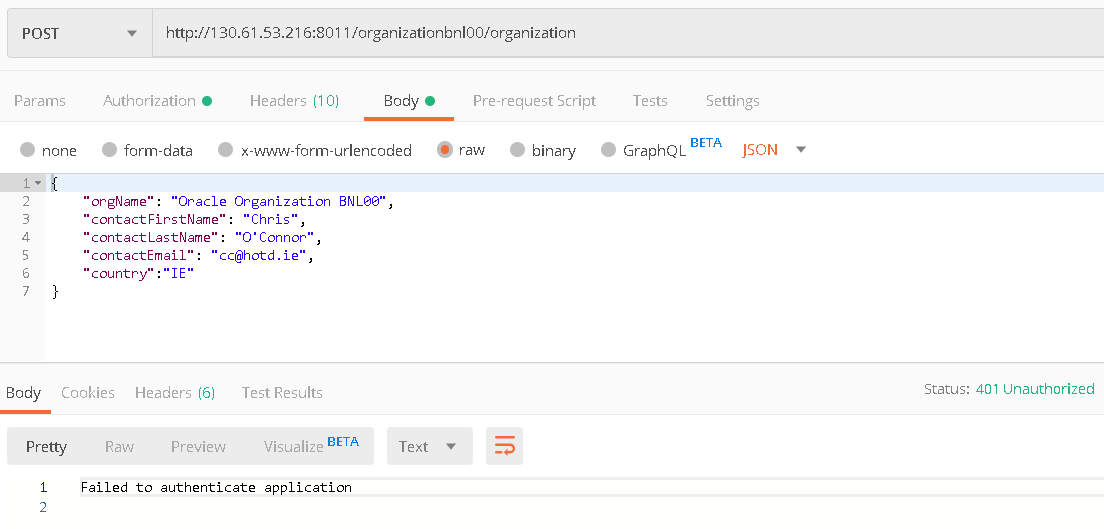 POST http://130.61.53.216:8011/organizationbnl00/organization
Params Authorization Headers (10) Body Pre-request Script Tests Settings
none form-data x-www-form-urlencoded raw binary GraphQL BETA JSON
1 {
2 "orgName": "Oracle Organization BNL00",
3 "contactFirstName": "Chris",
4 "contactLastName": "O'Connor",
5 "contactEmail": "cc@hotd.ie",
6 "country":"IE"
7 }
Body Cookies Headers (6) Test Results Status: 401 Unauthorized
Pretty Raw Preview Visualize BETA Text
1 Failed to authenticate application
2